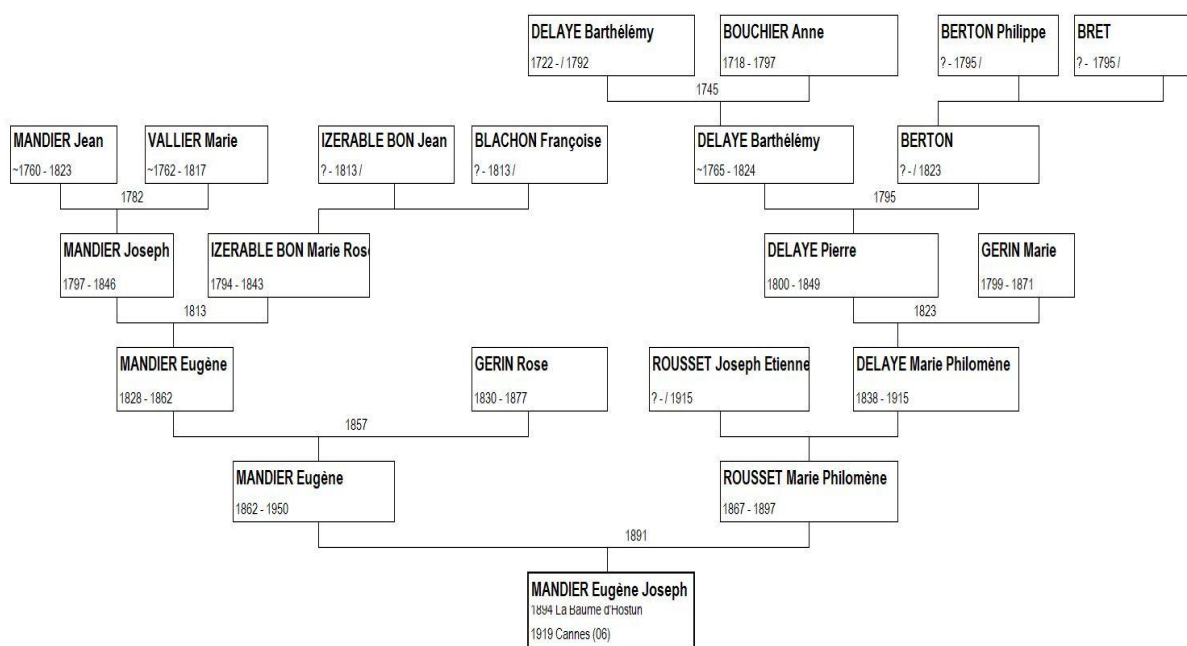 DELAYE Barthélémy
1722 - / 1792
BOUCHIER Anne
1718 - 1797
BERTON Philippe
? - 1795 /
BRET
? - 1795 /
1745
MANDIER Jean
~1760 - 1823
VALLIER Marie
~1762 - 1817
IZERABLE BON Jean
? - 1813 /
BLACHON Françoise
? - 1813 /
DELAYE Barthélémy
~1765 - 1824
BERTON
? - / 1823
1782
1795
MANDIER Joseph
1797 - 1846
IZERABLE BON Marie Rose
1794 - 1843
DELAYE Pierre
1800 - 1849
GERIN Marie
1799 - 1871
1813
1823
MANDIER Eugène
1828 - 1862
GERIN Rose
1830 - 1877
ROUSSET Joseph Etienne
? - / 1915
DELAYE Marie Philomène
1838 - 1915
1857
MANDIER Eugène
1862 - 1950
ROUSSET Marie Philomène
1867 - 1897
1891
MANDIER Eugène Joseph
1894 La Baume d'Hostun
1919 Cannes (06)